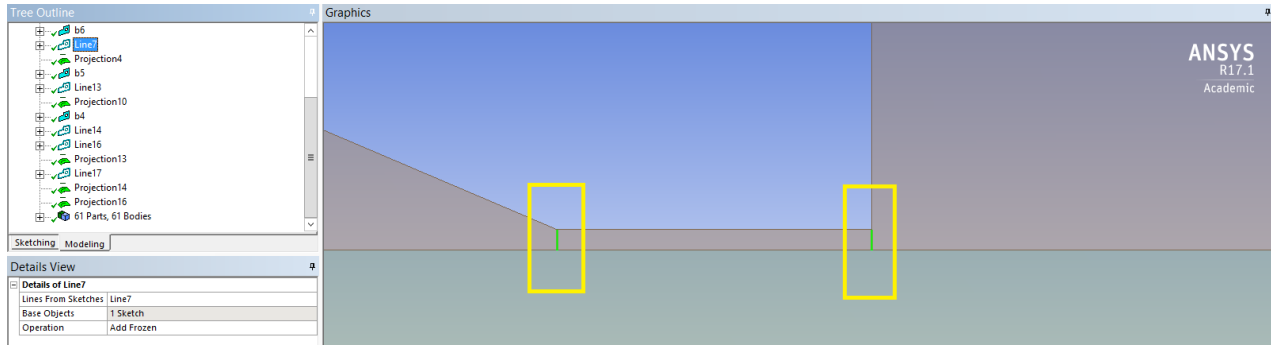 Tree Outline
b6
Line7
Projection4
b5
Line13
Projection10
b4
Line14
Line16
Projection13
Line17
Projection14
Projection16
61 Parts, 61 Bodies
Sketching Modeling
Details View
Details of Line7
Lines From Sketches Line7
Base Objects 1 Sketch
Operation Add Frozen
Graphics
ANSYS
R17.1
Academic